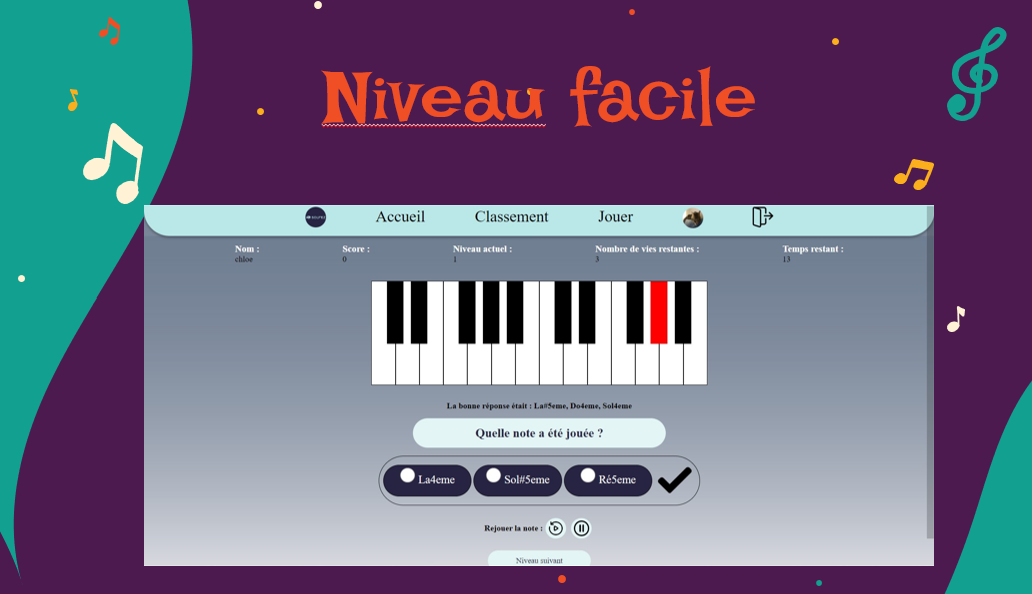 Niveau facile
Accueil Classement Jouer
Nom : Score : Niveau actuel : Nombre de vies restantes : Temps restant :
chloe 0 1 3 13
La bonne réponse était : La#5eme, Do4eme, Sol4eme
Quelle note a été jouée ?
La4eme Sol#5eme Ré5eme
Rejouer la note :
Niveau suivant